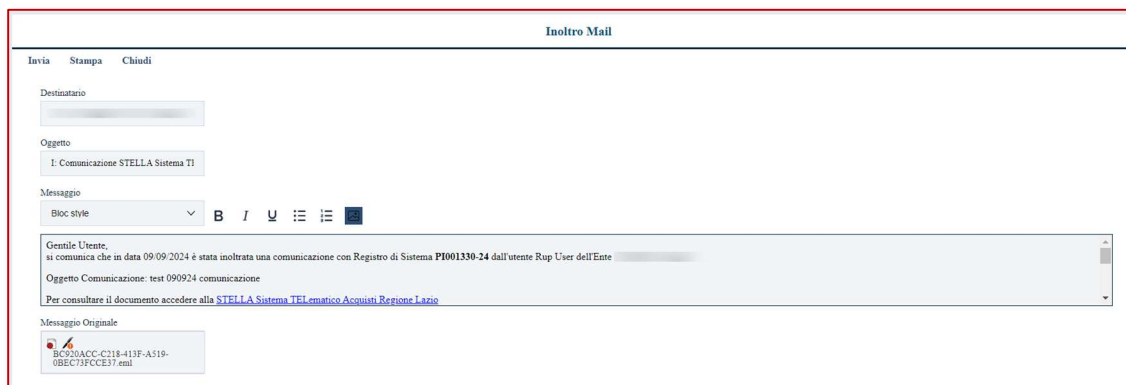 Inoltro Mail
Invia Stampa Chiudi
Destinatario
Oggetto
I: Comunicazione STELLA Sistema TI
Messaggio
Bloc style B I U
Gentile Utente,
si comunica che in data 09/09/2024 è stata inoltrata una comunicazione con Registro di Sistema PI001330-24 dall'utente Rup User dell'Ente
Oggetto Comunicazione: test 090924 comunicazione
Per consultare il documento accedere alla STELLA Sistema TELematico Acquisti Regione Lazio
Messaggio Originale
BC920ACC-C218-413F-A519-
0BEC73FCCE37.eml